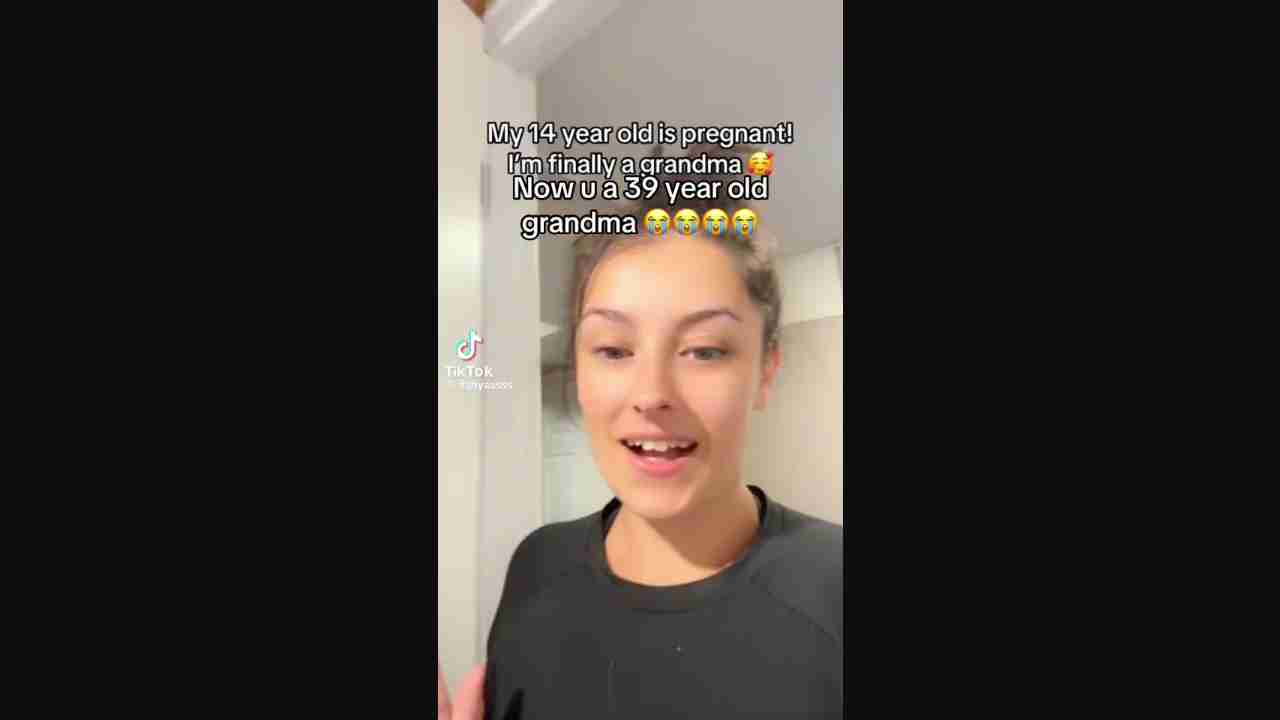 My 14 year old is pregnant!
I'm finally a grandma 🥰
Now u a 39 year old
grandma 😭😭😭😭
TikTok